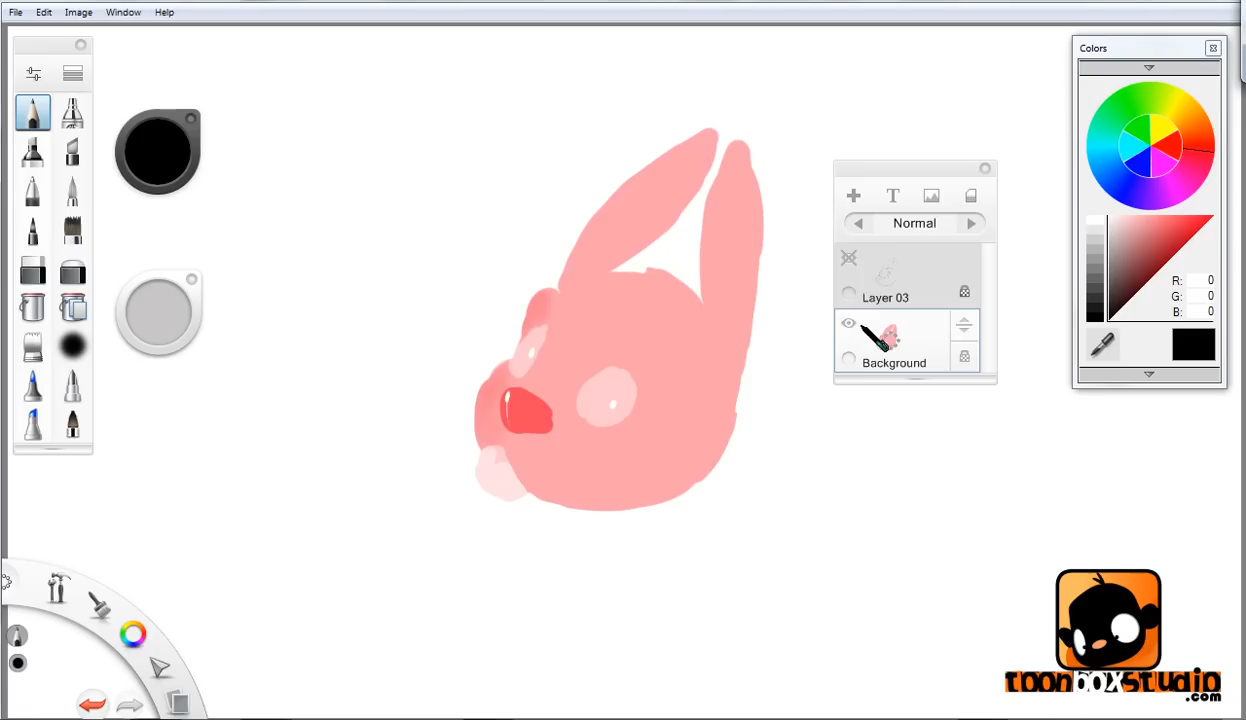 File Edit Image Window Help
Colors
T
Normal
Layer 03
Background
R: 0
G: 0
B: 0
toonboxstudio
.com